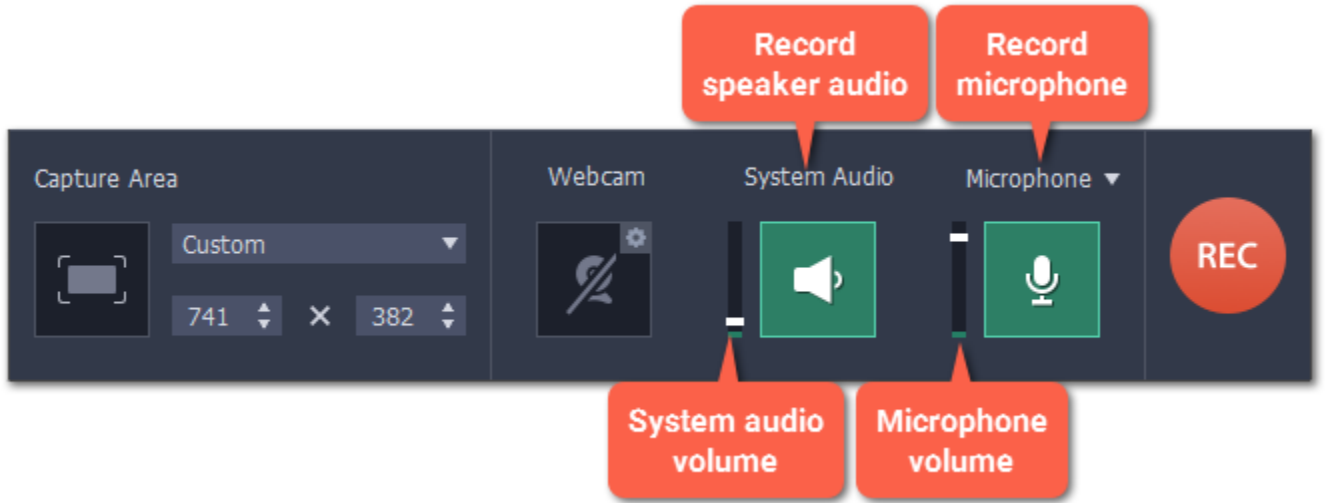 Record
speaker audio
Record
microphone
Capture Area
Webcam
System Audio
Microphone
Custom
741 × 382
REC
System audio
volume
Microphone
volume